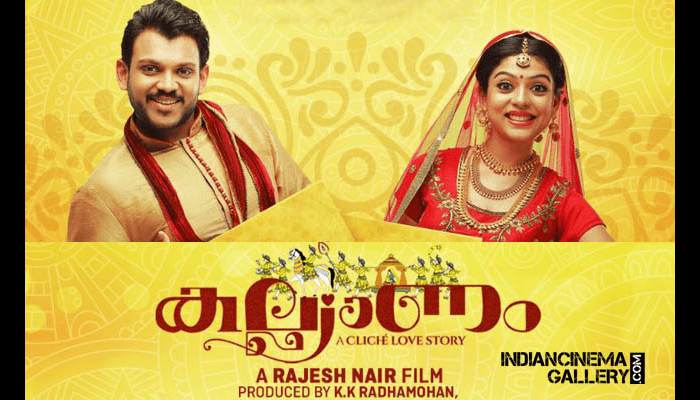 കല്ല്യാണം
A CLICHÉ LOVE STORY
A RAJESH NAIR FILM
PRODUCED BY K.K RADHAMOHAN,
INDIANCINEMA
GALLERY.COM